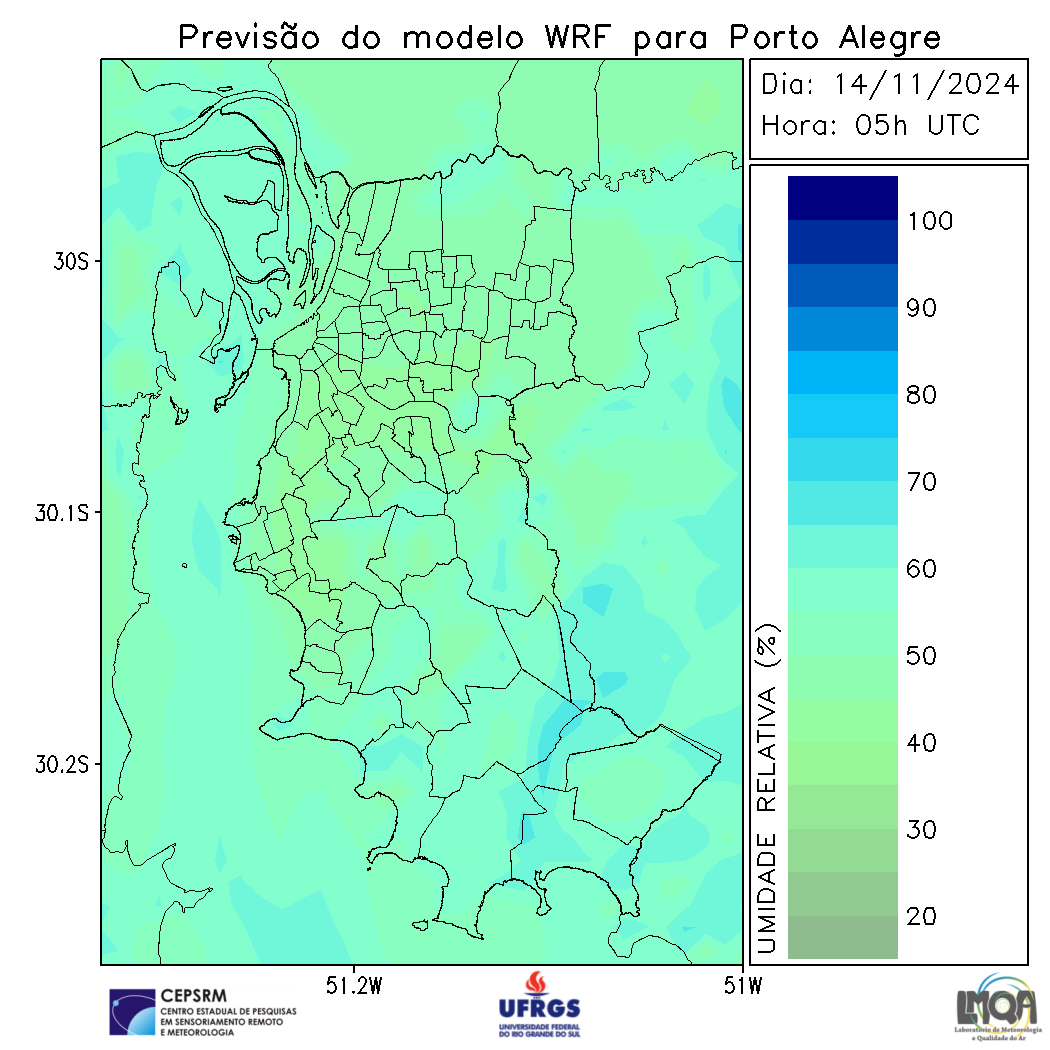 Previsão do modelo WRF para Porto Alegre
Dia: 14/11/2024
Hora: 05h UTC
30S
30.1S
30.2S
51.2W
51W
UMIDADE RELATIVA (%)
100
90
80
70
60
50
40
30
20
CEPSRM
CENTRO ESTADUAL DE PESQUISAS
EM SENSORIAMENTO REMOTO
E METEOROLOGIA
UFRGS
UNIVERSIDADE FEDERAL
DO RIO GRANDE DO SUL
LMQA
Laboratório de Meteorologia
e Qualidade do Ar